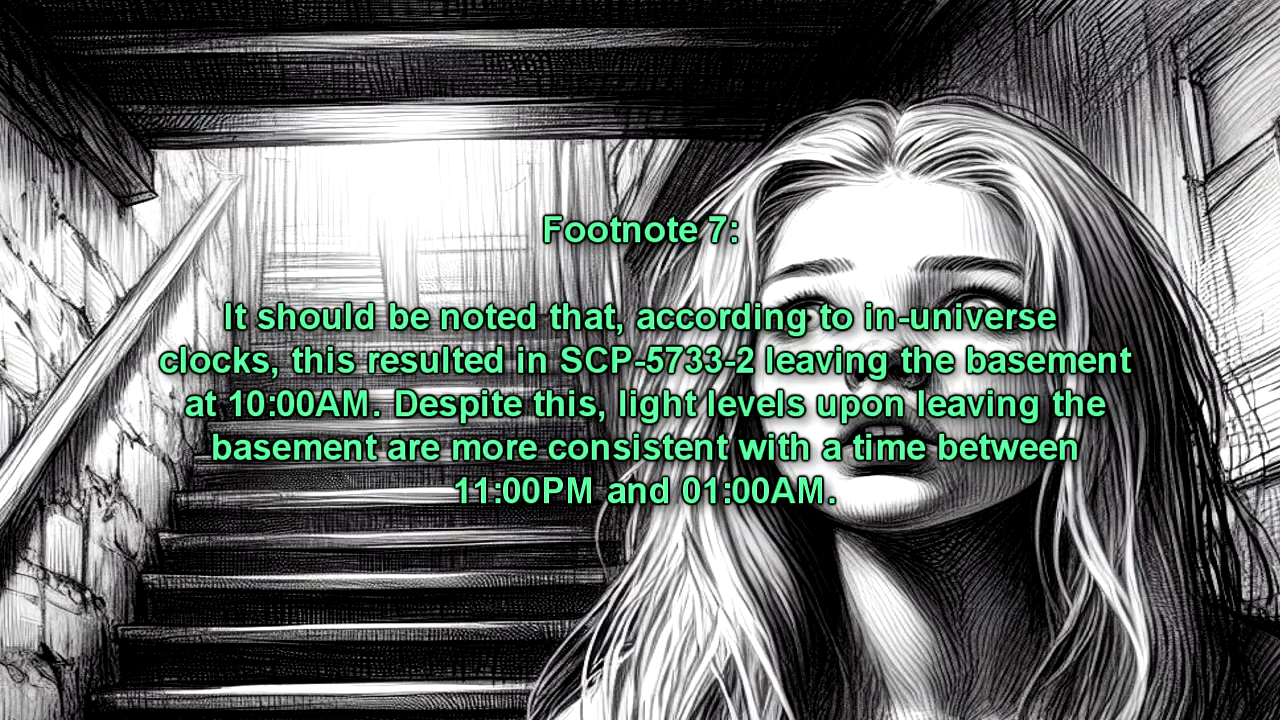 Footnote 7:
It should be noted that, according to in-universe
clocks, this resulted in SCP-5733-2 leaving the basement
at 10:00AM. Despite this, light levels upon leaving the
basement are more consistent with a time between
11:00PM and 01:00AM.